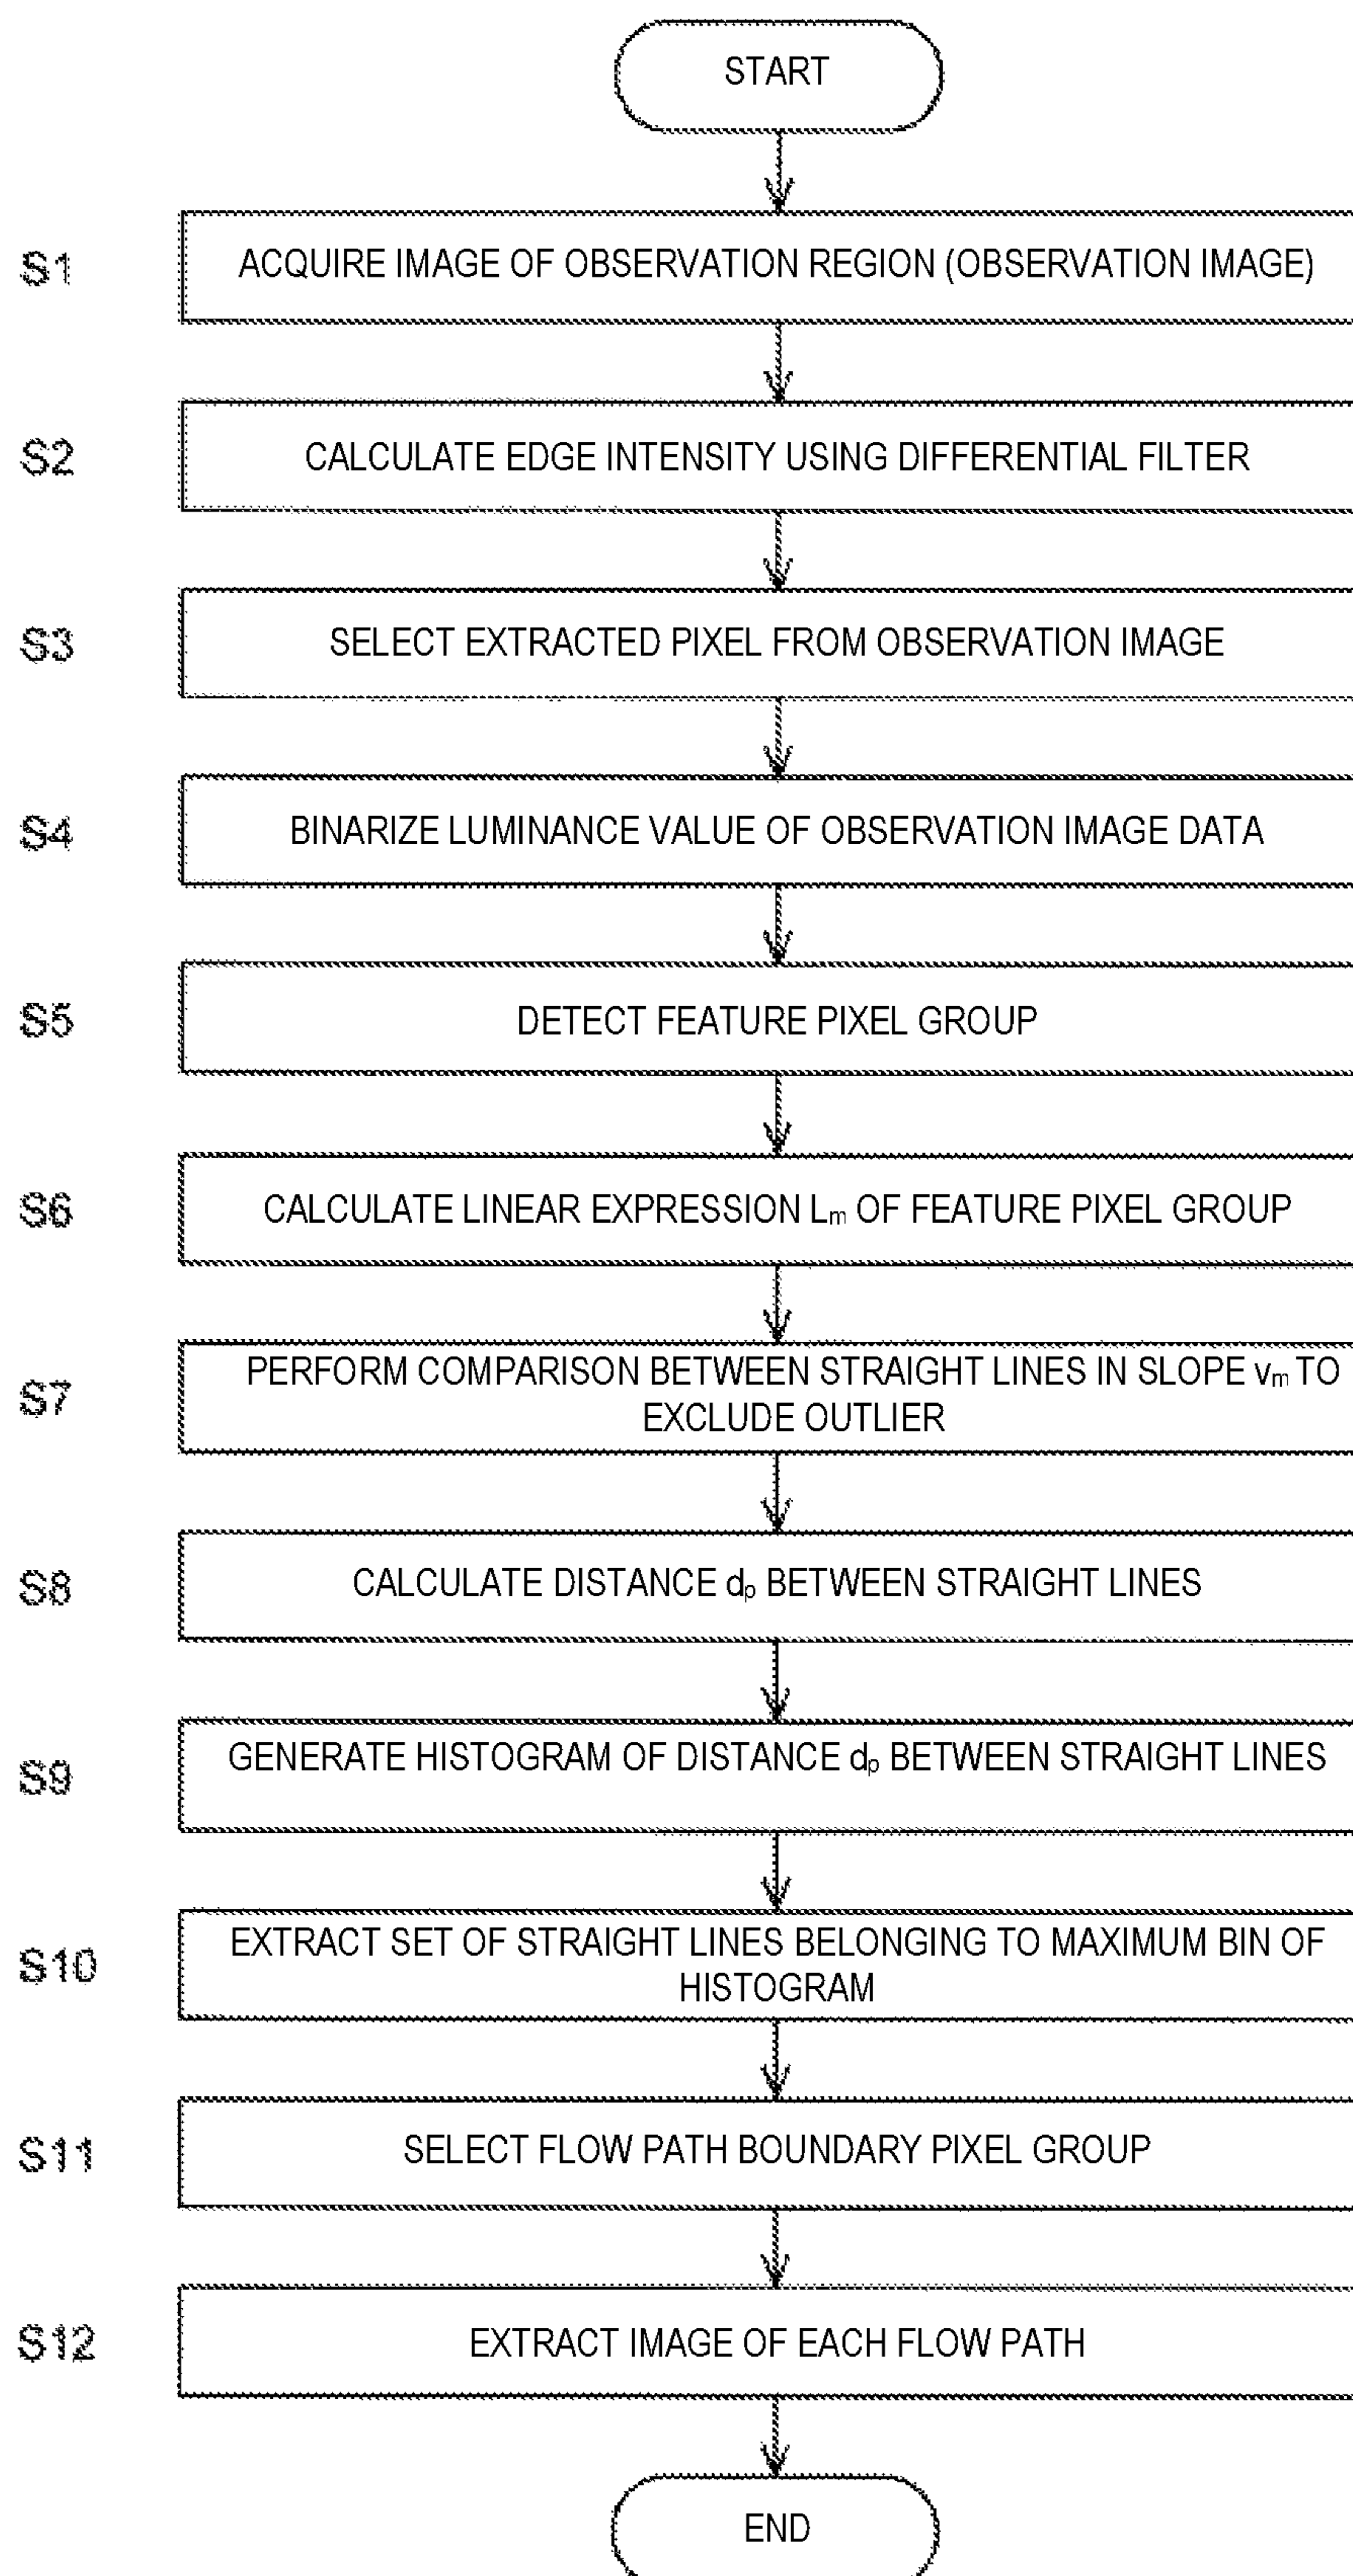 START
S1
ACQUIRE IMAGE OF OBSERVATION REGION (OBSERVATION IMAGE)
S2
CALCULATE EDGE INTENSITY USING DIFFERENTIAL FILTER
S3
SELECT EXTRACTED PIXEL FROM OBSERVATION IMAGE
S4
BINARIZE LUMINANCE VALUE OF OBSERVATION IMAGE DATA
S5
DETECT FEATURE PIXEL GROUP
S6
CALCULATE LINEAR EXPRESSION Lm OF FEATURE PIXEL GROUP
S7
PERFORM COMPARISON BETWEEN STRAIGHT LINES IN SLOPE vm TO
EXCLUDE OUTLIER
S8
CALCULATE DISTANCE dp BETWEEN STRAIGHT LINES
S9
GENERATE HISTOGRAM OF DISTANCE dp BETWEEN STRAIGHT LINES
S10
EXTRACT SET OF STRAIGHT LINES BELONGING TO MAXIMUM BIN OF
HISTOGRAM
S11
SELECT FLOW PATH BOUNDARY PIXEL GROUP
S12
EXTRACT IMAGE OF EACH FLOW PATH
END